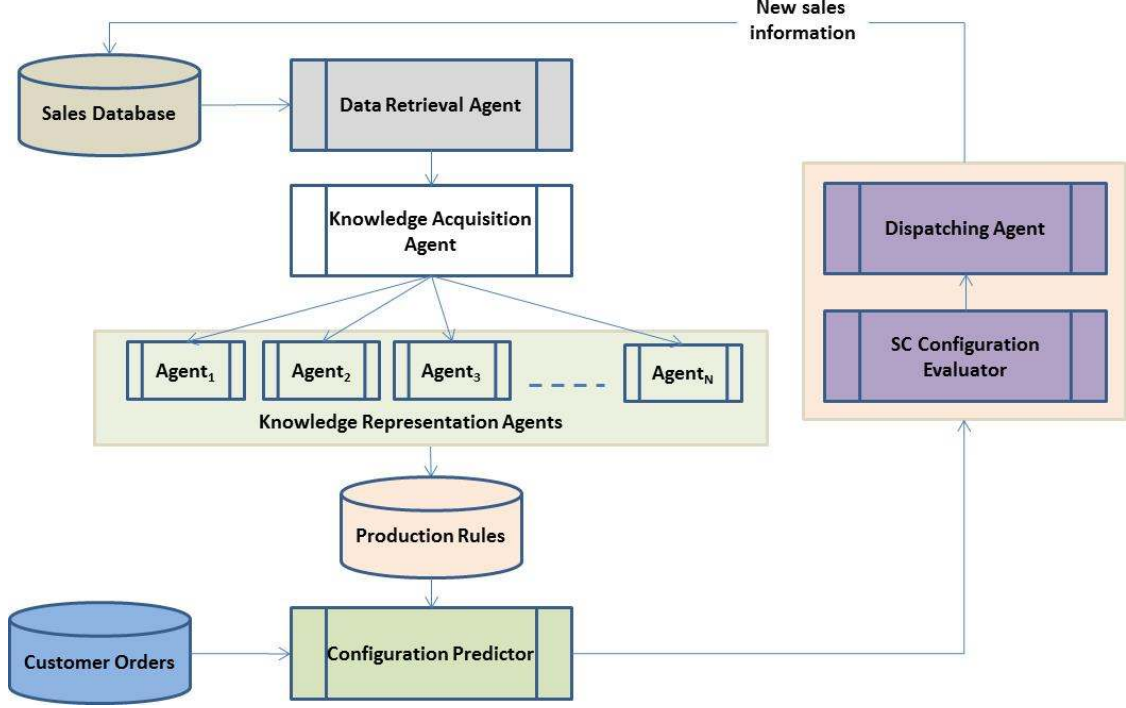 New sales
information
Sales Database
Data Retrieval Agent
Knowledge Acquisition
Agent
Dispatching Agent
SC Configuration
Evaluator
Agent₁
Agent₂
Agent₃
Agent_N
Knowledge Representation Agents
Production Rules
Customer Orders
Configuration Predictor